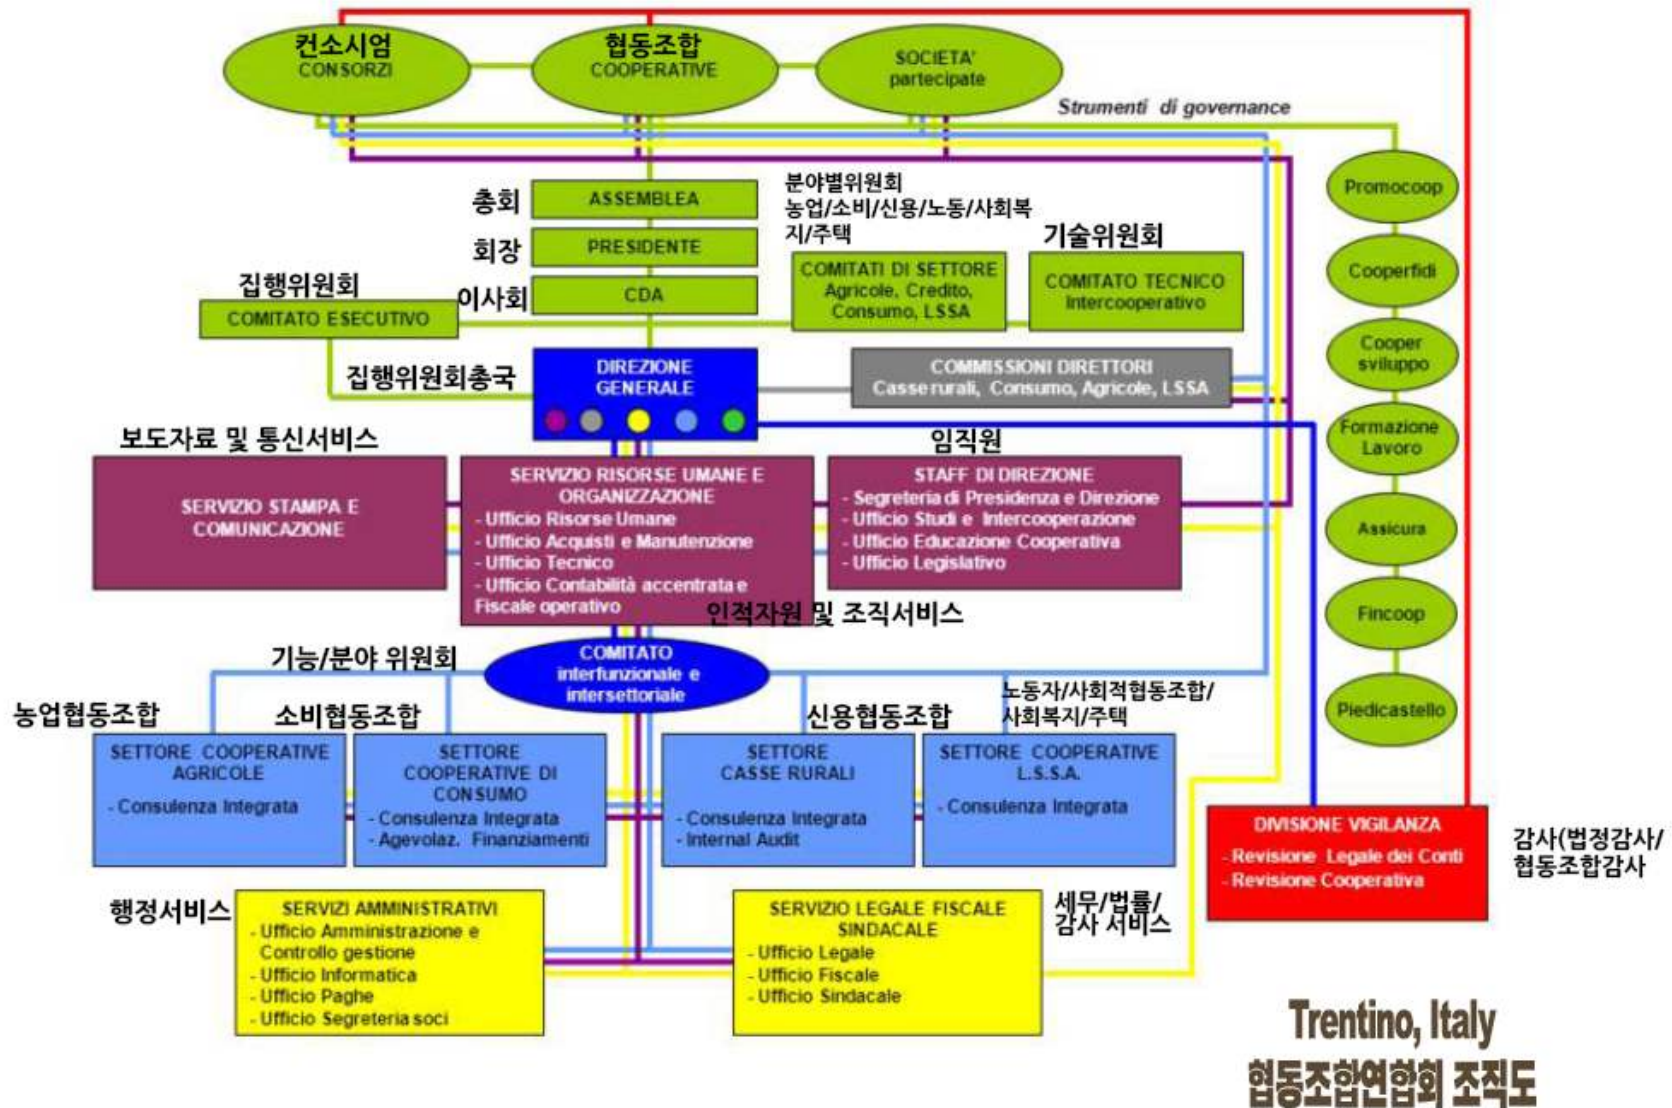 컨소시엄
CONSORZI
협동조합
COOPERATIVE
SOCIETA'
partecipate
Strumenti di governance
총회
ASSEMBLEA
회장
PRESIDENTE
이사회
CDA
분야별위원회
농업/소비/신용/노동/사회복
지/주택
기술위원회
COMITATI DI SETTORE
Agricole, Credito,
Consumo, LSSA
COMITATO TECNICO
Intercooperativo
집행위원회
COMITATO ESECUTIVO
집행위원회총국
DIREZIONE
GENERALE
COMMISSIONI DIRETTORI
Casse rurali, Consumo, Agricole, LSSA
Promocoop
Cooperfidi
Cooper
sviluppo
Formazione
Lavoro
Assicura
Fincoop
Piedicastello
보도자료 및 통신서비스
SERVIZIO STAMPA E
COMUNICAZIONE
SERVIZIO RISORSE UMANE E
ORGANIZZAZIONE
- Ufficio Risorse Umane
- Ufficio Acquisti e Manutenzione
- Ufficio Tecnico
- Ufficio Contabilità accentrata e
Fiscale operativo
인적자원 및 조직서비스
임직원
STAFF DI DIREZIONE
- Segreteria di Presidenza e Direzione
- Ufficio Studi e Intercooperazione
- Ufficio Educazione Cooperativa
- Ufficio Legislativo
기능/분야 위원회
COMITATO
interfunzionale e
intersettoriale
농업협동조합
SETTORE COOPERATIVE
AGRICOLE
- Consulenza Integrata
소비협동조합
SETTORE
COOPERATIVE DI
CONSUMO
- Consulenza Integrata
- Agevolaz. Finanziamenti
신용협동조합
SETTORE
CASSE RURALI
- Consulenza Integrata
- Internal Audit
노동자/사회적협동조합/
사회복지/주택
SETTORE COOPERATIVE
L.S.S.A.
- Consulenza Integrata
DIVISIONE VIGILANZA
- Revisione Legale dei Conti
- Revisione Cooperativa
감사(법정감사/
협동조합감사
행정서비스
SERVIZI AMMINISTRATIVI
- Ufficio Amministrazione e
Controllo gestione
- Ufficio Informatica
- Ufficio Paghe
- Ufficio Segreteria soci
SERVIZIO LEGALE FISCALE
SINDACALE
- Ufficio Legale
- Ufficio Fiscale
- Ufficio Sindacale
세무/법률/
감사 서비스
Trentino, Italy
협동조합연합회 조직도